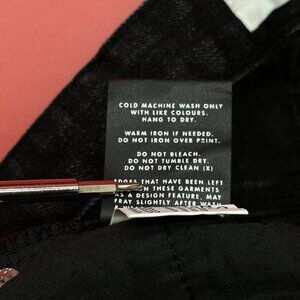 COLD MACHINE WASH ONLY
WITH LIKE COLOURS.
HANG TO DRY.
WARM IRON IF NEEDED.
DO NOT IRON OVER PRINT.
DO NOT BLEACH.
DO NOT TUMBLE DRY.
DO NOT DRY CLEAN (X)
EDGES THAT HAVE BEEN LEFT
ON THESE GARMENTS
AS A DESIGN FEATURE, MAY
FRAY SLIGHTLY AFTER WASH